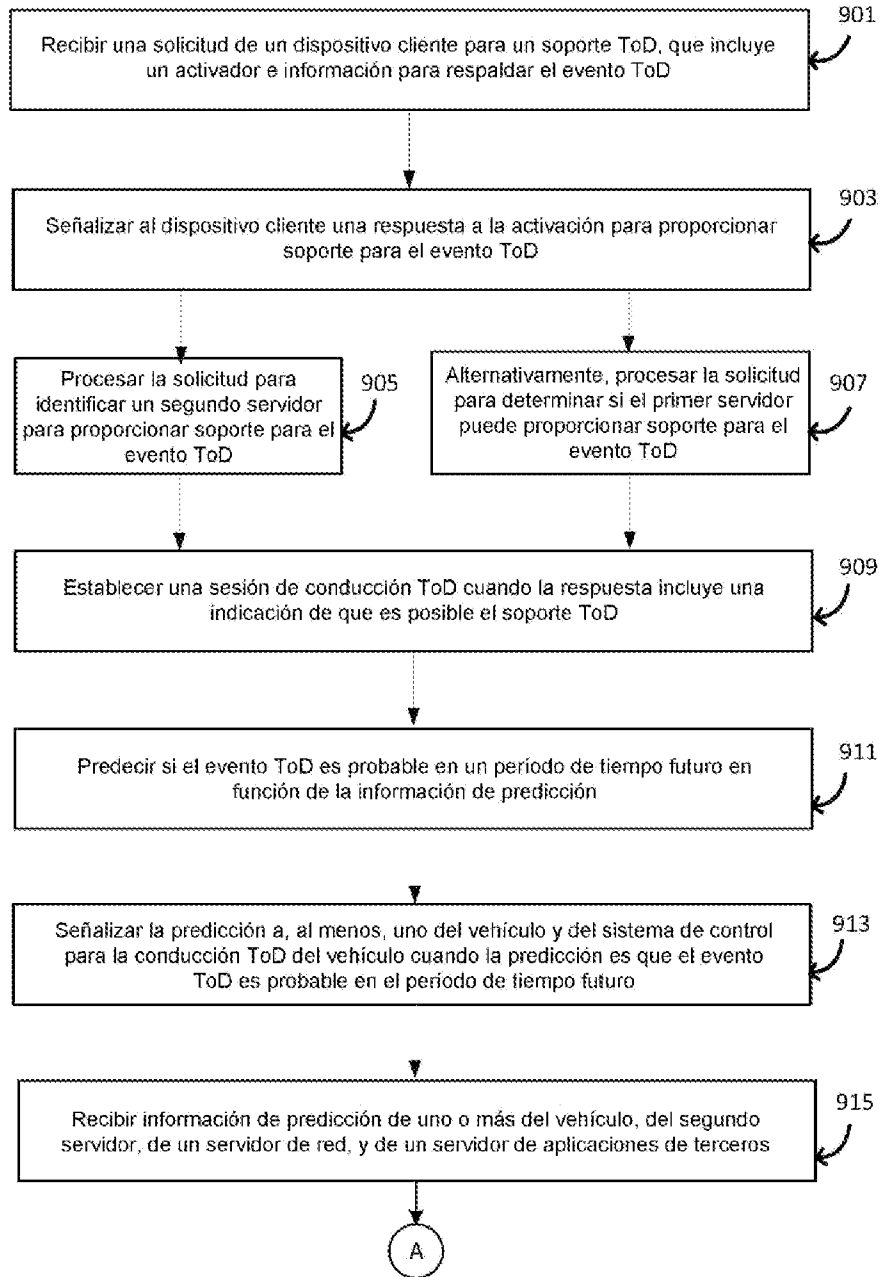 901
Recibir una solicitud de un dispositivo cliente para un soporte ToD, que incluye
un activador e información para respaldar el evento ToD
903
Señalizar al dispositivo cliente una respuesta a la activación para proporcionar
soporte para el evento ToD
Procesar la solicitud para
identificar un segundo servidor
para proporcionar soporte para el
evento ToD
905
Alternativamente, procesar la solicitud
para determinar si el primer servidor
puede proporcionar soporte para el
evento ToD
907
909
Establecer una sesión de conducción ToD cuando la respuesta incluye una
indicación de que es posible el soporte ToD
911
Predecir si el evento ToD es probable en un período de tiempo futuro en
función de la información de predicción
913
Señalizar la predicción a, al menos, uno del vehículo y del sistema de control
para la conducción ToD del vehículo cuando la predicción es que el evento
ToD es probable en el período de tiempo futuro
915
Recibir información de predicción de uno o más del vehículo, del segundo
servidor, de un servidor de red, y de un servidor de aplicaciones de terceros
A